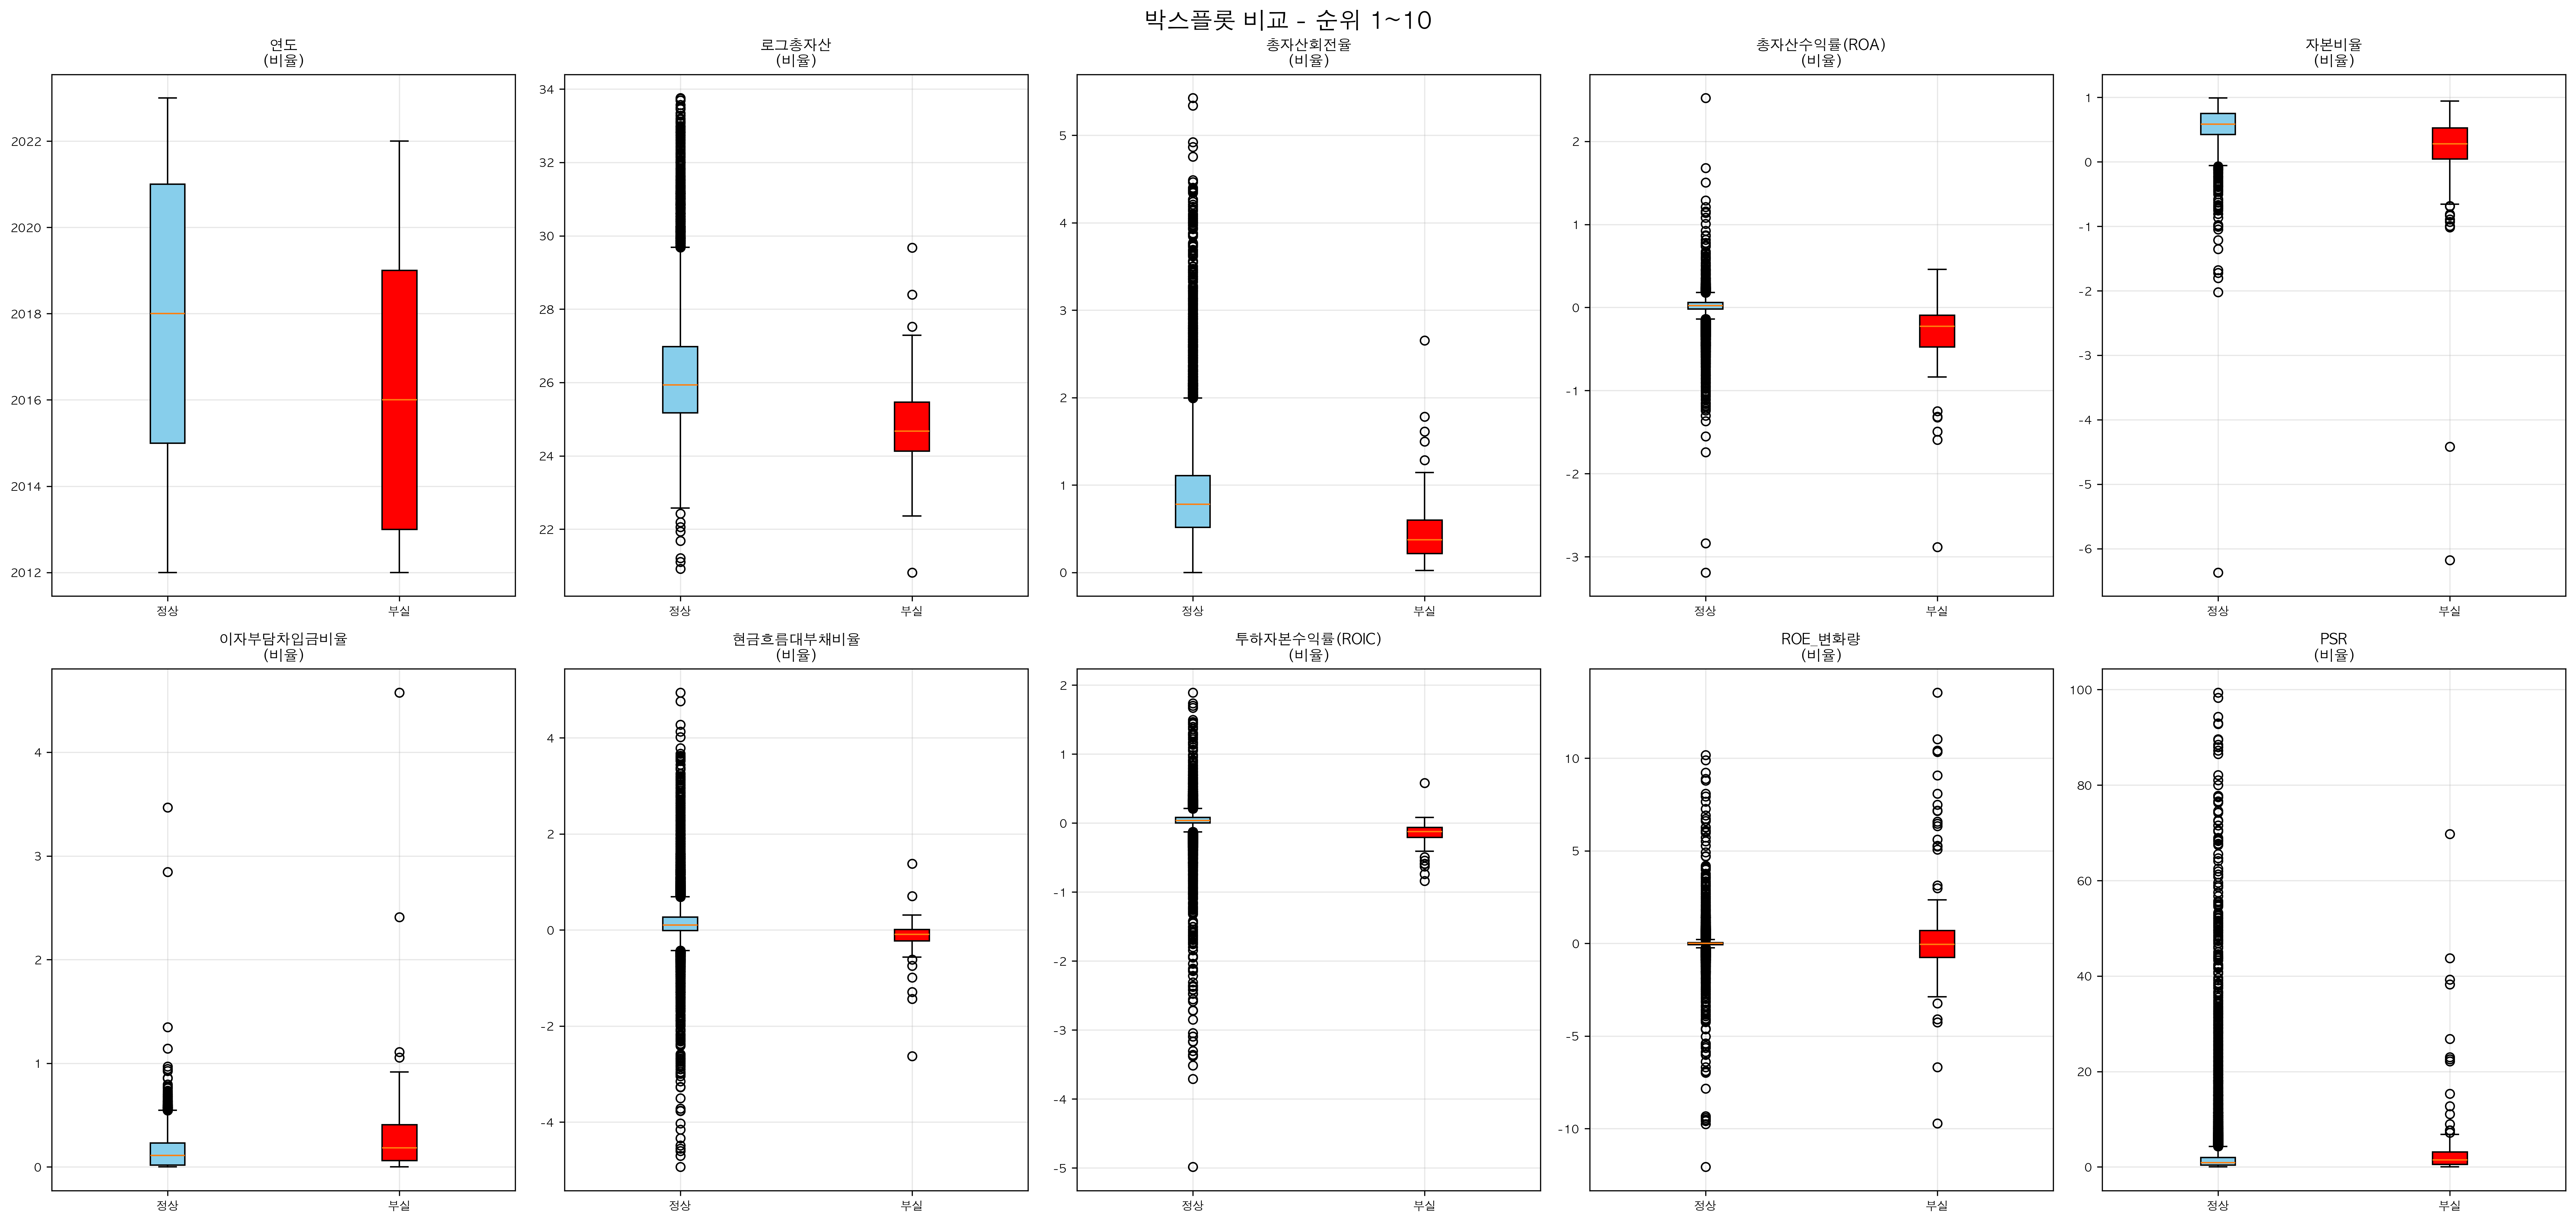 박스플롯 비교 - 순위 1~10
연도
(비율)
2022
2020
2018
2016
2014
2012
정상
부실
로그총자산
(비율)
34
32
30
28
26
24
22
정상
부실
총자산회전율
(비율)
5
4
3
2
1
0
정상
부실
총자산수익률(ROA)
(비율)
2
1
0
-1
-2
-3
정상
부실
자본비율
(비율)
1
0
-1
-2
-3
-4
-5
-6
정상
부실
이자부담차입금비율
(비율)
4
3
2
1
0
정상
부실
현금흐름대부채비율
(비율)
4
2
0
-2
-4
정상
부실
투하자본수익률(ROIC)
(비율)
2
1
0
-1
-2
-3
-4
-5
정상
부실
ROE_변화량
(비율)
10
5
0
-5
-10
정상
부실
PSR
(비율)
100
80
60
40
20
0
정상
부실